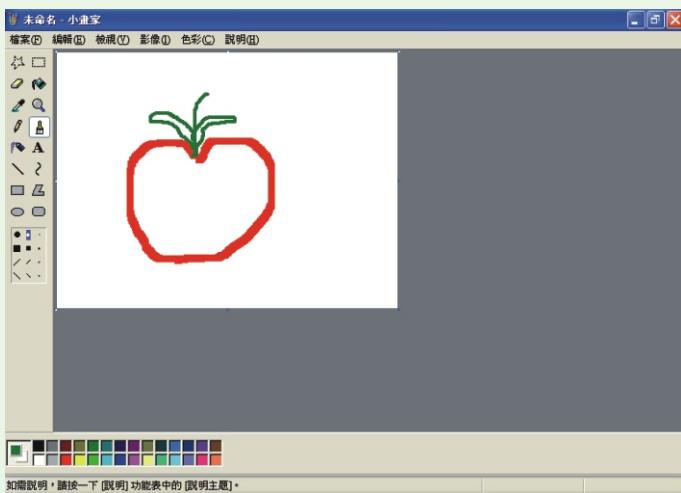 未命名 - 小畫家
檔案(F) 編輯(E) 檢視(V) 影像(I) 色彩(C) 說明(H)
A
如需說明，請按一下 [說明] 功能表中的 [說明主題]。